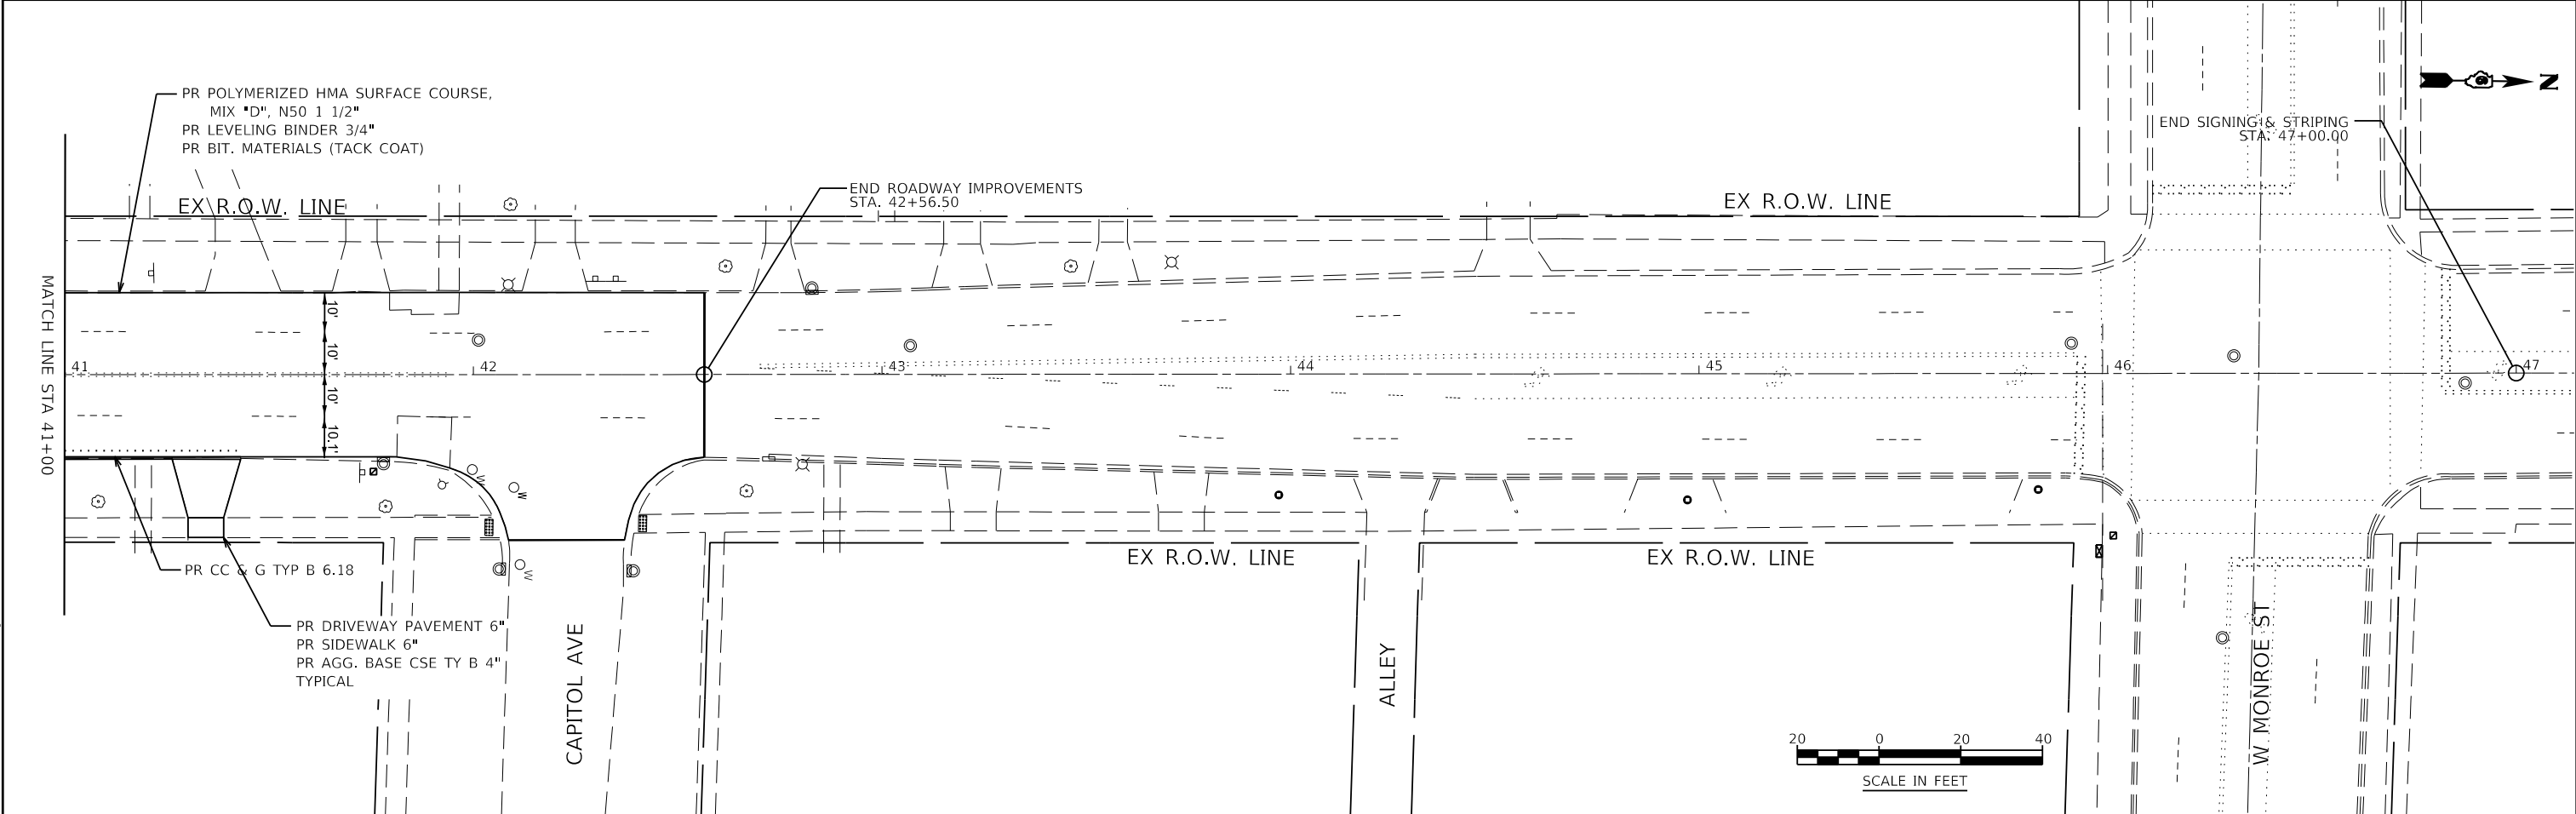 PR POLYMERIZED HMA SURFACE COURSE,
MIX "D", N50 1 1/2"
PR LEVELING BINDER 3/4"
PR BIT. MATERIALS (TACK COAT)
EX R.O.W. LINE
END ROADWAY IMPROVEMENTS
STA. 42+56.50
EX R.O.W. LINE
END SIGNING & STRIPING
STA. 47+00.00
N
MATCH LINE STA 41+00
10'
10'
10'
10.1'
41
42
43
44
45
46
47
W
W
W
PR CC & G TYP B 6.18
PR DRIVEWAY PAVEMENT 6"
PR SIDEWALK 6"
PR AGG. BASE CSE TY B 4"
TYPICAL
CAPITOL AVE
EX R.O.W. LINE
EX R.O.W. LINE
ALLEY
W MONROE ST
20 0 20 40
SCALE IN FEET